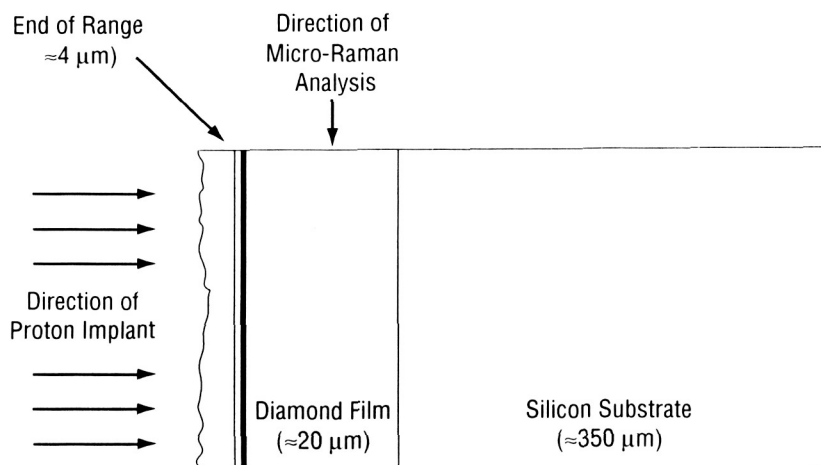 End of Range
≈4 μm)
Direction of
Micro-Raman
Analysis
Direction of
Proton Implant
Diamond Film
(≈20 μm)
Silicon Substrate
(≈350 μm)